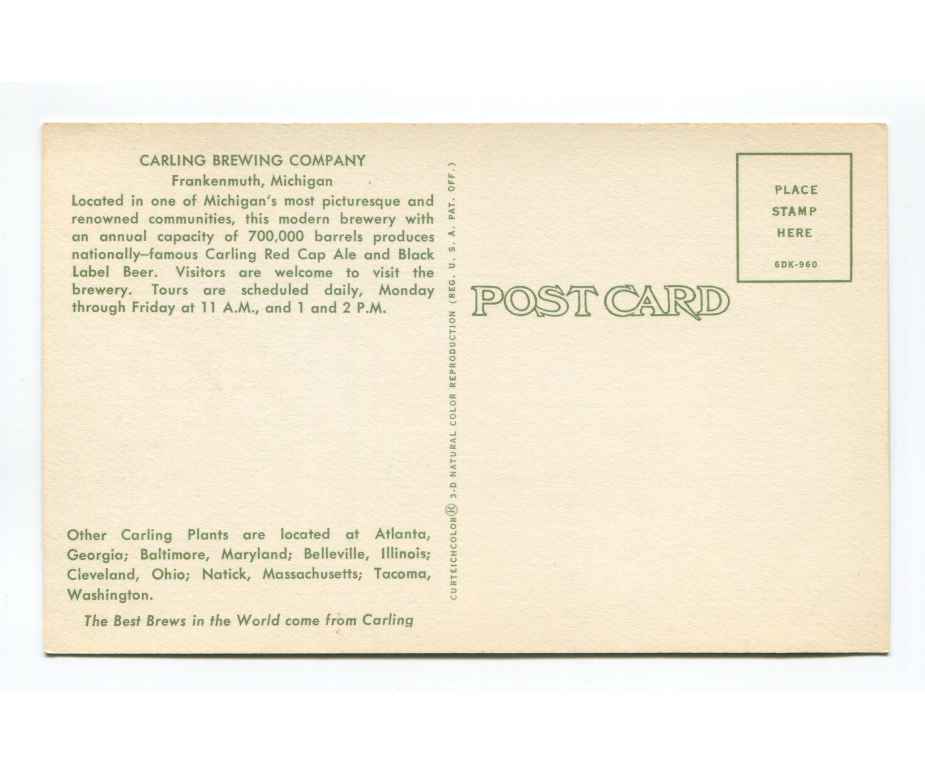 CARLING BREWING COMPANY
Frankenmuth, Michigan
Located in one of Michigan's most picturesque and
renowned communities, this modern brewery with
an annual capacity of 700,000 barrels produces
nationally—famous Carling Red Cap Ale and Black
Label Beer. Visitors are welcome to visit the
brewery. Tours are scheduled daily, Monday
through Friday at 11 A.M., and 1 and 2 P.M.
Other Carling Plants are located at Atlanta,
Georgia; Baltimore, Maryland; Belleville, Illinois;
Cleveland, Ohio; Natick, Massachusetts; Tacoma,
Washington.
The Best Brews in the World come from Carling
CURTEICHCOLOR® 3-D NATURAL COLOR REPRODUCTION (REG. U. S. A. PAT. OFF.)
POST CARD
PLACE
STAMP
HERE
6DK-960